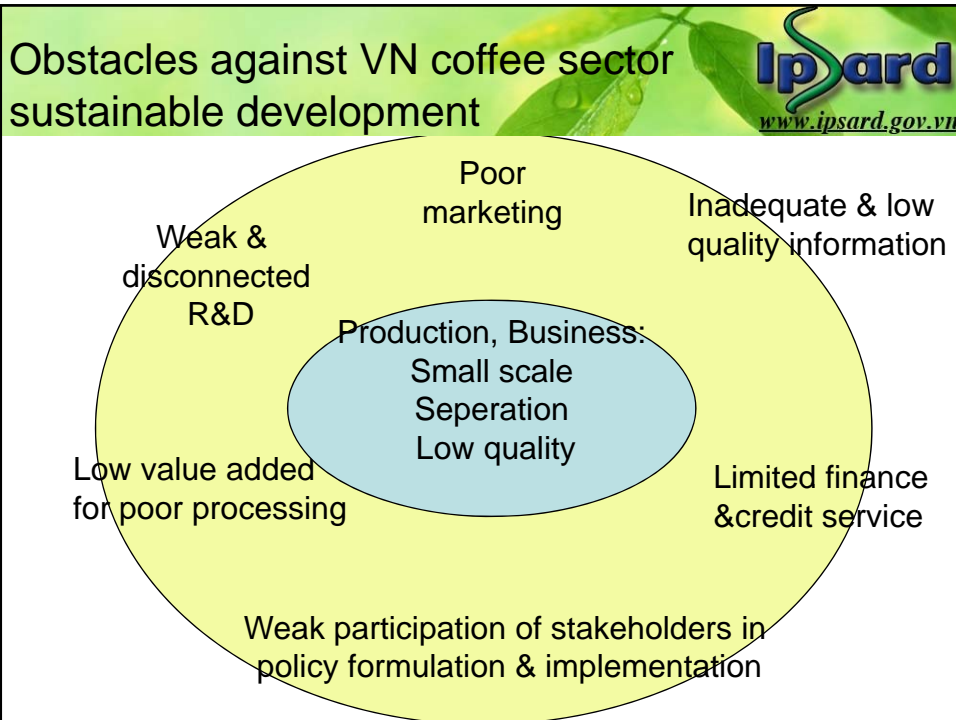 Obstacles against VN coffee sector
sustainable development
Ipsard
www.ipsard.gov.vn
Poor
marketing
Inadequate & low
quality information
Weak &
disconnected
R&D
Production, Business:
Small scale
Seperation
Low quality
Low value added
for poor processing
Limited finance
&credit service
Weak participation of stakeholders in
policy formulation & implementation